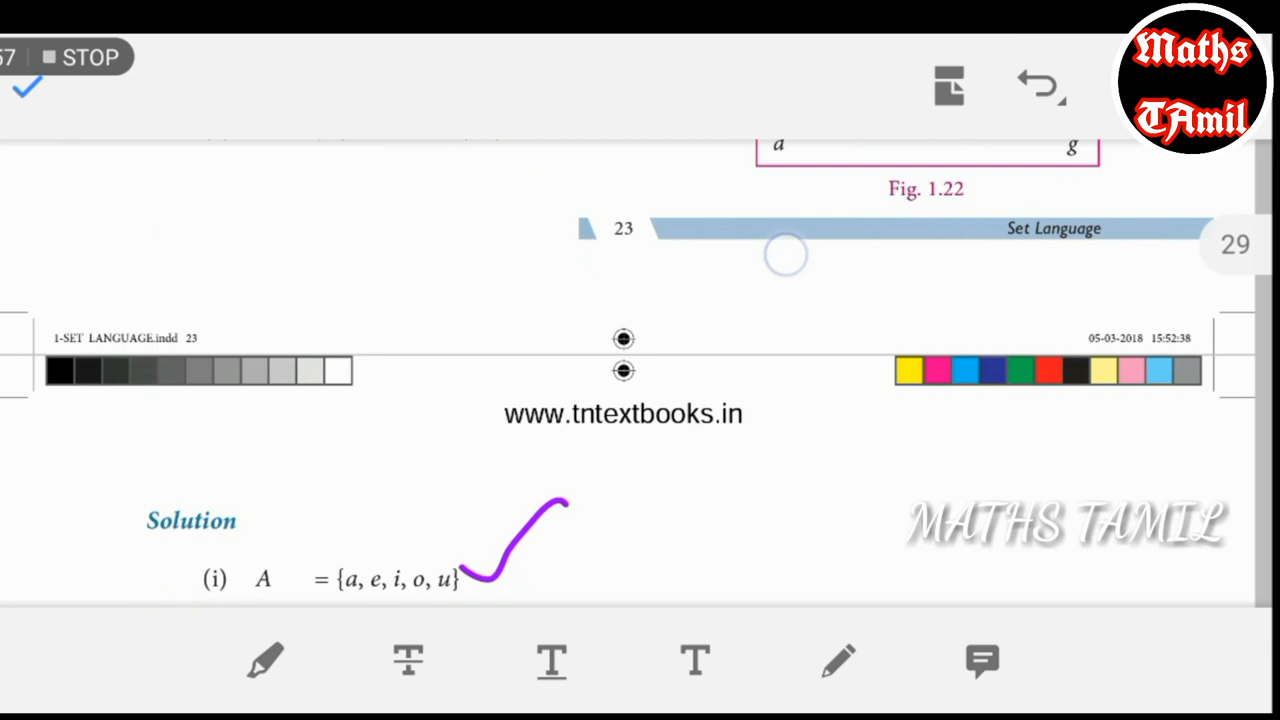 57 STOP
Maths
TAmil
a g
Fig. 1.22
23 Set Language
29
1-SET LANGUAGE.indd 23 05-03-2018 15:52:38
www.tntextbooks.in
Solution
MATHS TAMIL
(i) A = {a, e, i, o, u}
T T T